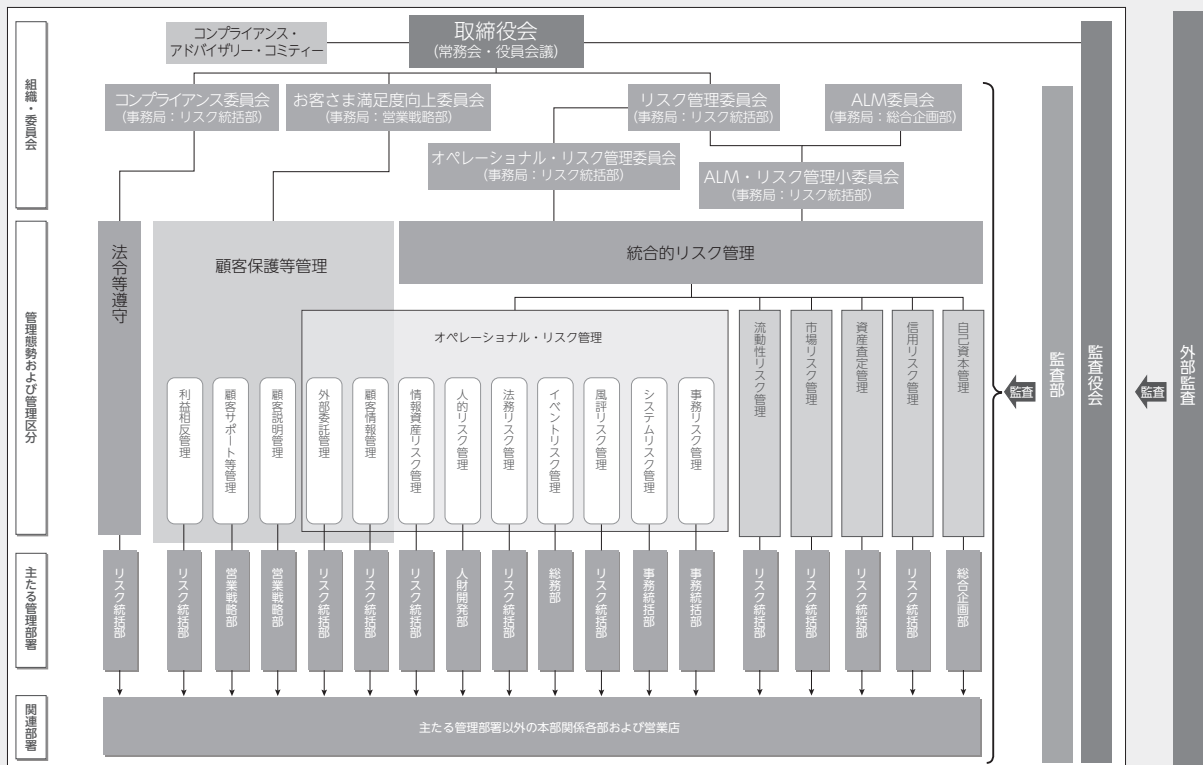 コンプライアンス・
アドバイザリー・コミティー
取締役会
(常務会・役員会議)
組織・委員会
コンプライアンス委員会
(事務局：リスク統括部)
お客さま満足度向上委員会
(事務局：営業戦略部)
リスク管理委員会
(事務局：リスク統括部)
ALM委員会
(事務局：総合企画部)
オペレーショナル・リスク管理委員会
(事務局：リスク統括部)
ALM・リスク管理小委員会
(事務局：リスク統括部)
管理態勢および管理区分
法令等遵守
顧客保護等管理
統合的リスク管理
オペレーショナル・リスク管理
利益相反管理
顧客サポート等管理
顧客説明管理
外部委託管理
顧客情報管理
情報資産リスク管理
人的リスク管理
法務リスク管理
イベントリスク管理
風評リスク管理
システムリスク管理
事務リスク管理
流動性リスク管理
市場リスク管理
資産査定管理
信用リスク管理
自己資本管理
主たる管理部署
リスク統括部
リスク統括部
営業戦略部
営業戦略部
リスク統括部
リスク統括部
リスク統括部
人財開発部
リスク統括部
総務部
リスク統括部
事務統括部
事務統括部
リスク統括部
リスク統括部
リスク統括部
リスク統括部
総合企画部
関連部署
主たる管理部署以外の本部関係各部および営業店
監査
監査部
監査役会
監査
外部監査